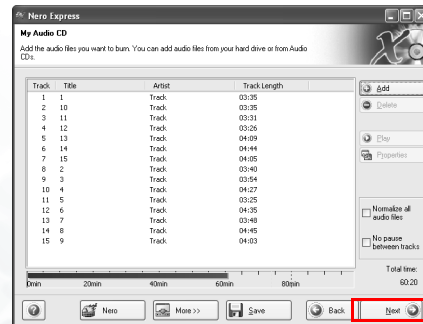 Nero Express
My Audio CD
Add the audio files you want to burn. You can add audio files from your hard drive or from Audio
CDs.
Track Title Artist Track Length
1 1 Track 03:35
2 10 Track 03:35
3 11 Track 03:31
4 12 Track 03:26
5 13 Track 04:09
6 14 Track 04:44
7 15 Track 04:05
8 2 Track 03:40
9 3 Track 03:54
10 4 Track 04:27
11 5 Track 03:25
12 6 Track 04:35
13 7 Track 03:48
14 8 Track 04:45
15 9 Track 04:03
Add
Delete
Play
Properties
Normalize all
audio files
No pause
between tracks
Total time:
60:20
0min 20min 40min 60min 80min
Nero More >> Save Back Next